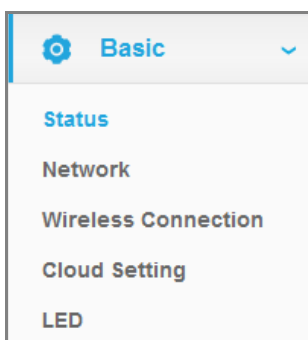 Basic
Status
Network
Wireless Connection
Cloud Setting
LED